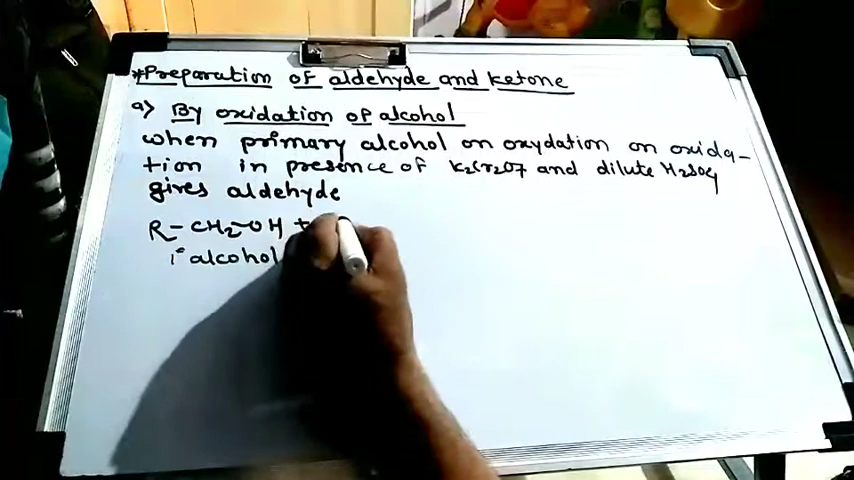 *Preparation of aldehyde and ketone
a) By oxidation of alcohol
when primary alcohol on oxydation on oxida-
tion in presence of K2Cr2O7 and dilute H2SO4
gives aldehyde
R-CH2-OH +
1° alcohol